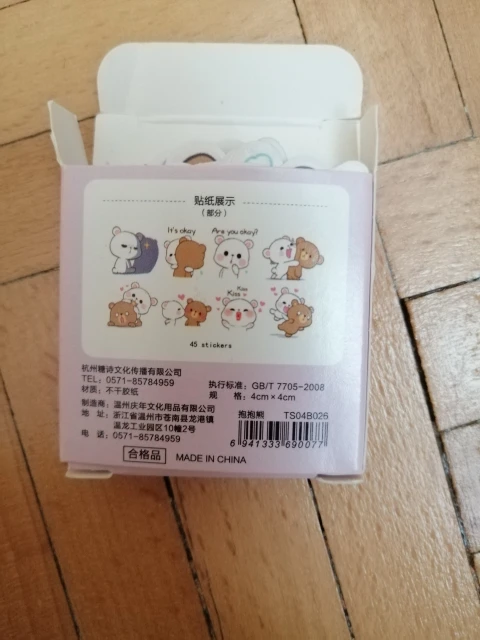 贴纸展示
（部分）
It's okay
Are you okay?
Kiss
Kiss
45 stickers
杭州糖诗文化传播有限公司
TEL: 0571-85784959
材质：不干胶纸
执行标准：GB/T 7705-2008
规 格：4cm×4cm
制造商：温州庆年文化用品有限公司
地 址：浙江省温州市苍南县龙港镇
温龙工业园区10幢2号
电 话：0571-85784959
抱抱熊 TS04B026
6 941333 690077
合格品 MADE IN CHINA